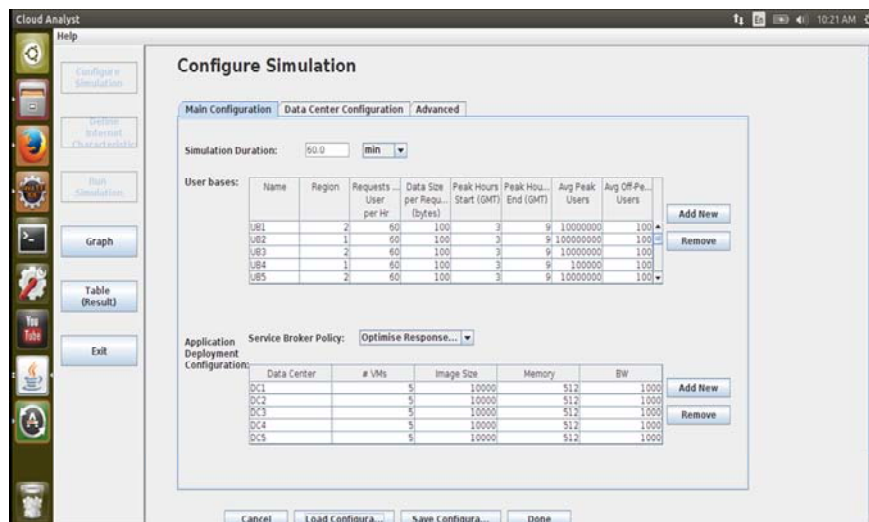 Cloud Analyst
En
10:21 AM
Help
Configure Simulation
Define Internet Characteristic
Run Simulation
Graph
Table (Result)
Exit
Configure Simulation
Main Configuration Data Center Configuration Advanced
Simulation Duration: 60.0 min
User bases:
Name Region Requests ... User per Hr Data Size per Requ... (bytes) Peak Hours Start (GMT) Peak Hou... End (GMT) Avg Peak Users Avg Off-Pe... Users
UB1 2 60 100 3 9 10000000 100
UB2 1 60 100 3 9 100000000 100
UB3 2 60 100 3 9 10000000 100
UB4 1 60 100 3 9 100000 100
UB5 2 60 100 3 9 10000000 100
Add New
Remove
Application Deployment Configuration:
Service Broker Policy: Optimise Response...
Data Center # VMs Image Size Memory BW
DC1 5 10000 512 1000
DC2 5 10000 512 1000
DC3 5 10000 512 1000
DC4 5 10000 512 1000
DC5 5 10000 512 1000
Add New
Remove
Cancel Load Configura... Save Configura... Done
You Tube